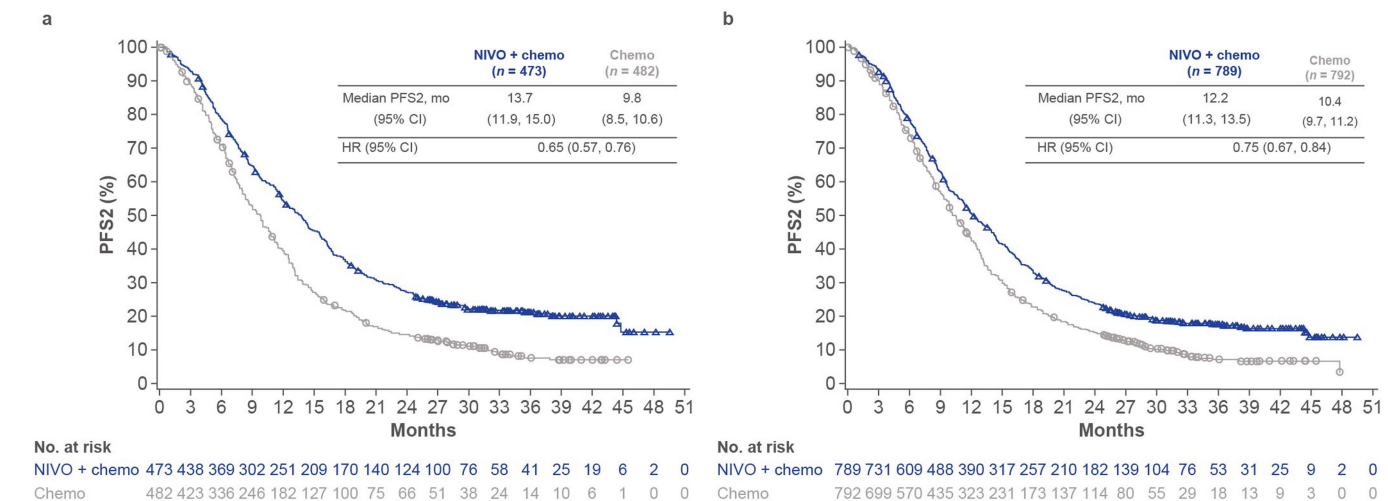 a
NIVO + chemo Chemo
(n = 473) (n = 482)
Median PFS2, mo 13.7 9.8
(95% CI) (11.9, 15.0) (8.5, 10.6)
HR (95% CI) 0.65 (0.57, 0.76)
PFS2 (%)
100
90
80
70
60
50
40
30
20
10
0
0 3 6 9 12 15 18 21 24 27 30 33 36 39 42 45 48 51
Months
No. at risk
NIVO + chemo 473 438 369 302 251 209 170 140 124 100 76 58 41 25 19 6 2 0
Chemo 482 423 336 246 182 127 100 75 66 51 38 24 14 10 6 1 0 0
b
NIVO + chemo Chemo
(n = 789) (n = 792)
Median PFS2, mo 12.2 10.4
(95% CI) (11.3, 13.5) (9.7, 11.2)
HR (95% CI) 0.75 (0.67, 0.84)
PFS2 (%)
100
90
80
70
60
50
40
30
20
10
0
0 3 6 9 12 15 18 21 24 27 30 33 36 39 42 45 48 51
Months
No. at risk
NIVO + chemo 789 731 609 488 390 317 257 210 182 139 104 76 53 31 25 9 2 0
Chemo 792 699 570 435 323 231 173 137 114 80 55 29 18 13 9 3 0 0